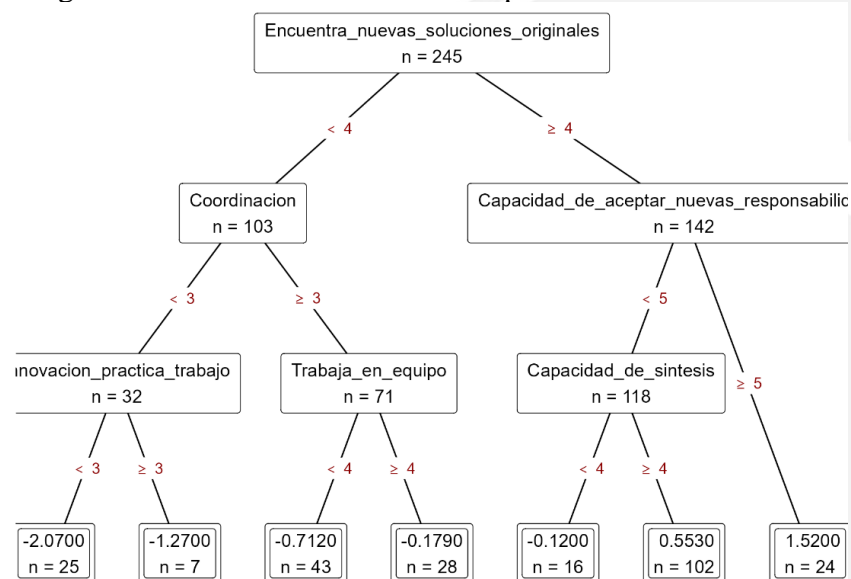 Encuentra_nuevas_soluciones_originales
n = 245
< 4
≥ 4
Coordinacion
n = 103
Capacidad_de_aceptar_nuevas_responsabilid
n = 142
< 3
≥ 3
< 5
≥ 5
nnovacion_practica_trabajo
n = 32
Trabaja_en_equipo
n = 71
Capacidad_de_sintesis
n = 118
< 3
≥ 3
< 4
≥ 4
< 4
≥ 4
-2.0700
n = 25
-1.2700
n = 7
-0.7120
n = 43
-0.1790
n = 28
-0.1200
n = 16
0.5530
n = 102
1.5200
n = 24